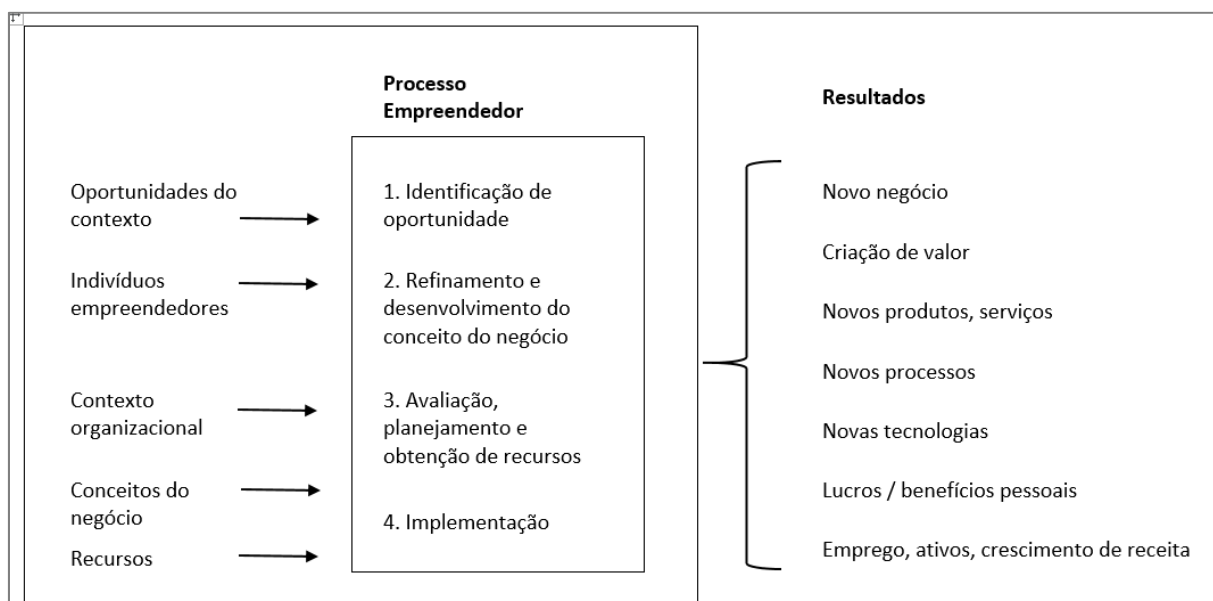 Processo
Empreendedor
Resultados
Oportunidades do
contexto
Indivíduos
empreendedores
Contexto
organizacional
Conceitos do
negócio
Recursos
1. Identificação de
oportunidade
2. Refinamento e
desenvolvimento do
conceito do negócio
3. Avaliação,
planejamento e
obtenção de recursos
4. Implementação
Novo negócio
Criação de valor
Novos produtos, serviços
Novos processos
Novas tecnologias
Lucros / benefícios pessoais
Emprego, ativos, crescimento de receita